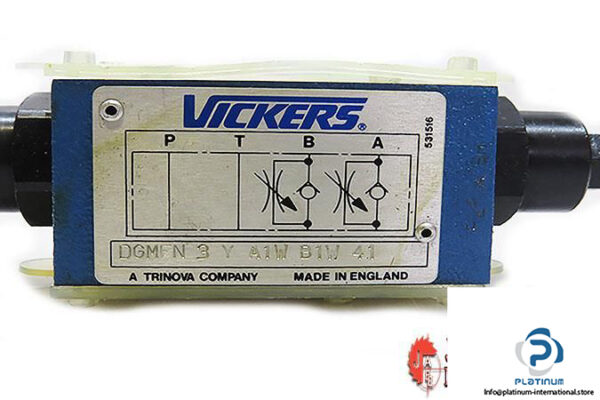 VICKERS®
P T B A
531516
DGMFN 3 Y A1W B1W 41
A TRINOVA COMPANY MADE IN ENGLAND
PLATINUM
Info@platinum-international.store